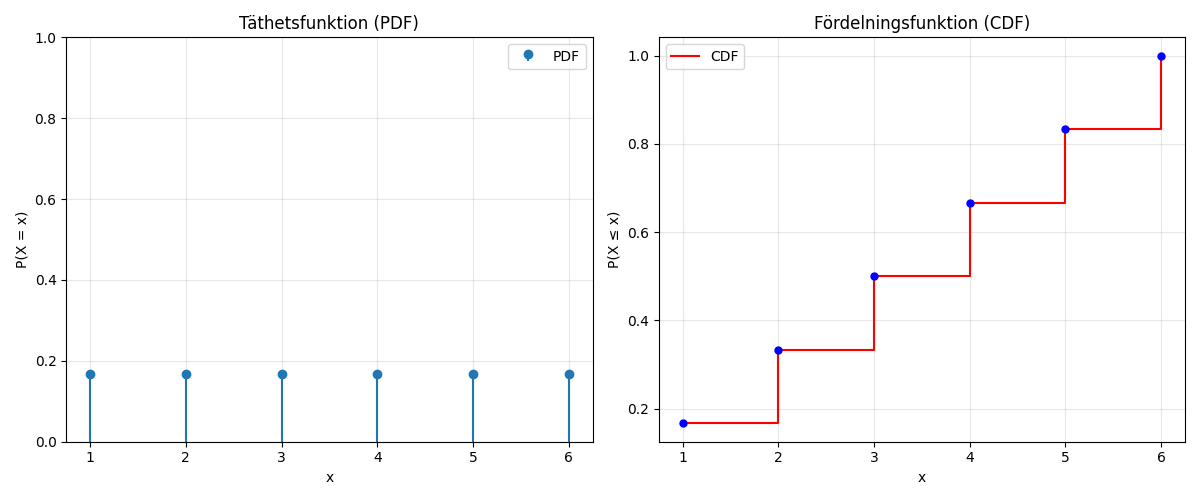 Täthetsfunktion (PDF)
P(X = x)
1.0
0.8
0.6
0.4
0.2
0.0
PDF
1 2 3 4 5 6
x
Fördelningsfunktion (CDF)
P(X ≤ x)
1.0
0.8
0.6
0.4
0.2
CDF
1 2 3 4 5 6
x